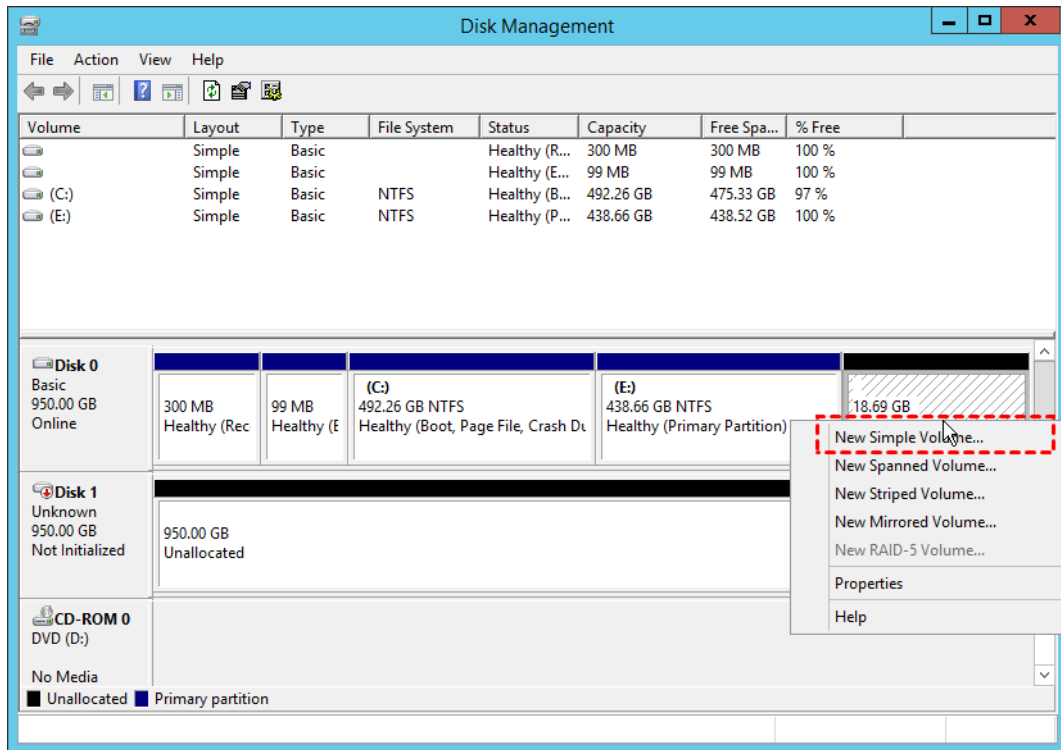 Disk Management
File Action View Help
Volume Layout Type File System Status Capacity Free Spa... % Free
Simple Basic Healthy (R... 300 MB 300 MB 100 %
Simple Basic Healthy (E... 99 MB 99 MB 100 %
(C:) Simple Basic NTFS Healthy (B... 492.26 GB 475.33 GB 97 %
(E:) Simple Basic NTFS Healthy (P... 438.66 GB 438.52 GB 100 %
Disk 0
Basic
950.00 GB
Online
300 MB
Healthy (Rec
99 MB
Healthy (E
(C:)
492.26 GB NTFS
Healthy (Boot, Page File, Crash Du
(E:)
438.66 GB NTFS
Healthy (Primary Partition)
18.69 GB
New Simple Volume...
New Spanned Volume...
New Striped Volume...
New Mirrored Volume...
New RAID-5 Volume...
Properties
Help
Disk 1
Unknown
950.00 GB
Not Initialized
950.00 GB
Unallocated
CD-ROM 0
DVD (D:)
No Media
Unallocated Primary partition